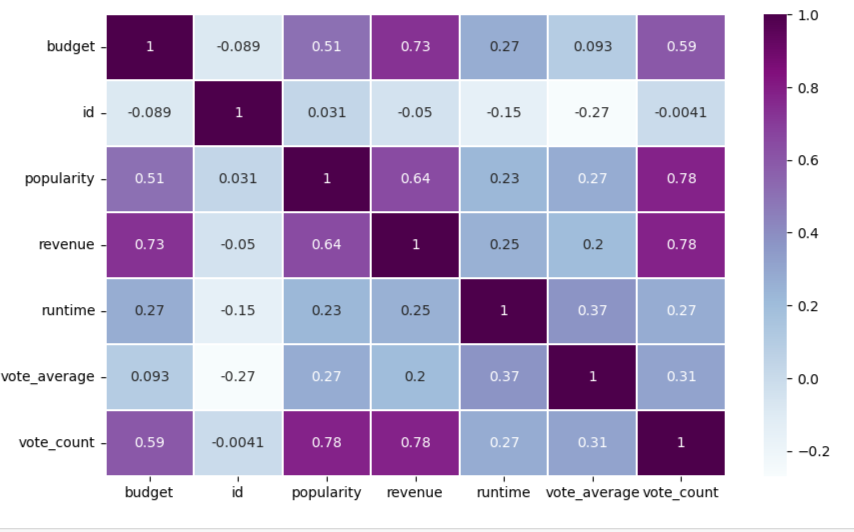 budget 1 -0.089 0.51 0.73 0.27 0.093 0.59
id -0.089 1 0.031 -0.05 -0.15 -0.27 -0.0041
popularity 0.51 0.031 1 0.64 0.23 0.27 0.78
revenue 0.73 -0.05 0.64 1 0.25 0.2 0.78
runtime 0.27 -0.15 0.23 0.25 1 0.37 0.27
vote_average 0.093 -0.27 0.27 0.2 0.37 1 0.31
vote_count 0.59 -0.0041 0.78 0.78 0.27 0.31 1
budget id popularity revenue runtime vote_average vote_count
1.0
0.8
0.6
0.4
0.2
0.0
−0.2